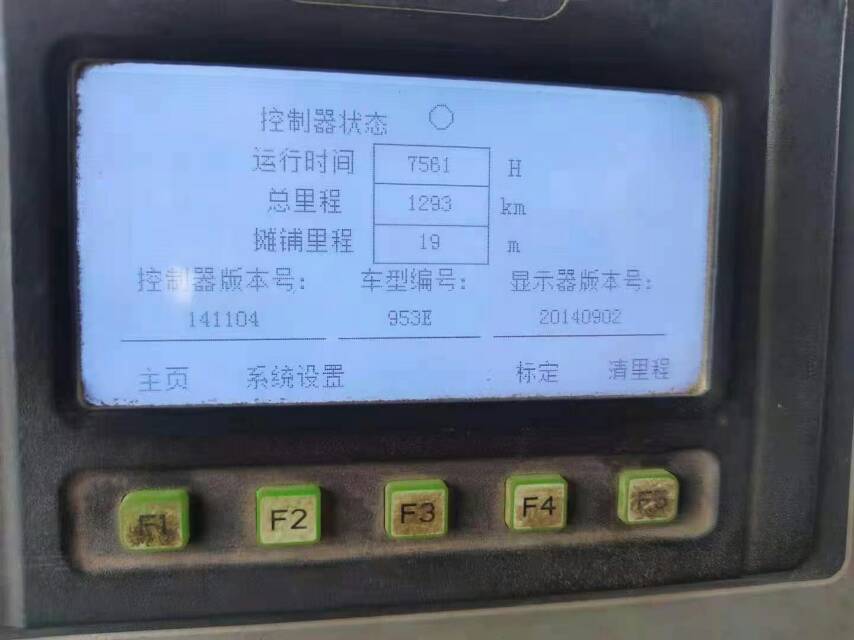 控制器状态
运行时间 7561 H
总里程 1293 km
摊铺里程 19 m
控制器版本号: 车型编号: 显示器版本号:
141104 953E 20140902
主页 系统设置 标定 清里程
F1 F2 F3 F4 F5